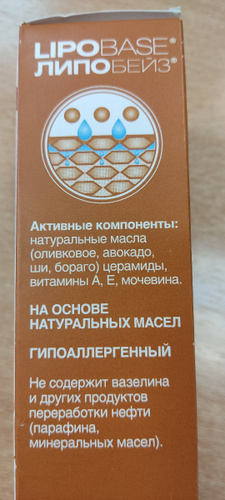 LIPOBASE®
ЛИПОБЕЙЗ®
Активные компоненты:
натуральные масла
(оливковое, авокадо,
ши, бораго) церамиды,
витамины А, Е, мочевина.
НА ОСНОВЕ
НАТУРАЛЬНЫХ МАСЕЛ
ГИПОАЛЛЕРГЕННЫЙ
Не содержит вазелина
и других продуктов
переработки нефти
(парафина,
минеральных масел).